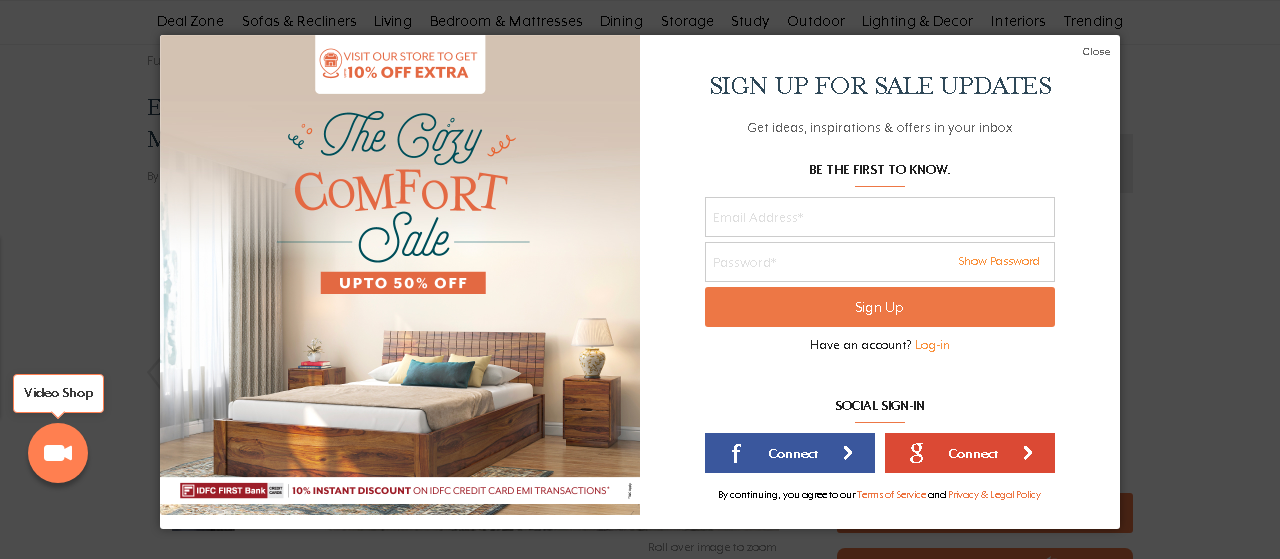 Deal Zone Sofas & Recliners Living Bedroom & Mattresses Dining Storage Study Outdoor Lighting & Decor Interiors Trending
Close
VISIT OUR STORE TO GET
10% OFF EXTRA
The Cozy
COMFORT
Sale
UPTO 50% OFF
IDFC FIRST Bank CREDIT CARDS 10% INSTANT DISCOUNT ON IDFC CREDIT CARD EMI TRANSACTIONS*
SIGN UP FOR SALE UPDATES
Get ideas, inspirations & offers in your inbox
BE THE FIRST TO KNOW.
Email Address*
Password* Show Password
Sign Up
Have an account? Log-in
SOCIAL SIGN-IN
f Connect
g Connect
By continuing, you agree to our Terms of Service and Privacy & Legal Policy
Video Shop
Fu
E
M
By
Roll over image to zoom